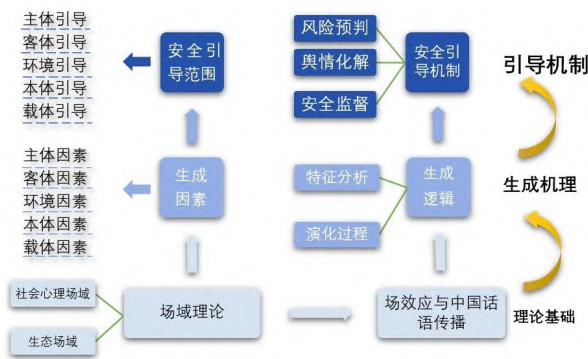 主体引导
客体引导
环境引导
本体引导
载体引导
安全引
导范围
风险预判
舆情化解
安全监督
安全引
导机制
引导机制
主体因素
客体因素
环境因素
本体因素
载体因素
生成
因素
特征分析
演化过程
生成
逻辑
生成机理
社会心理场域
生态场域
场域理论
场效应与中国话
语传播
理论基础